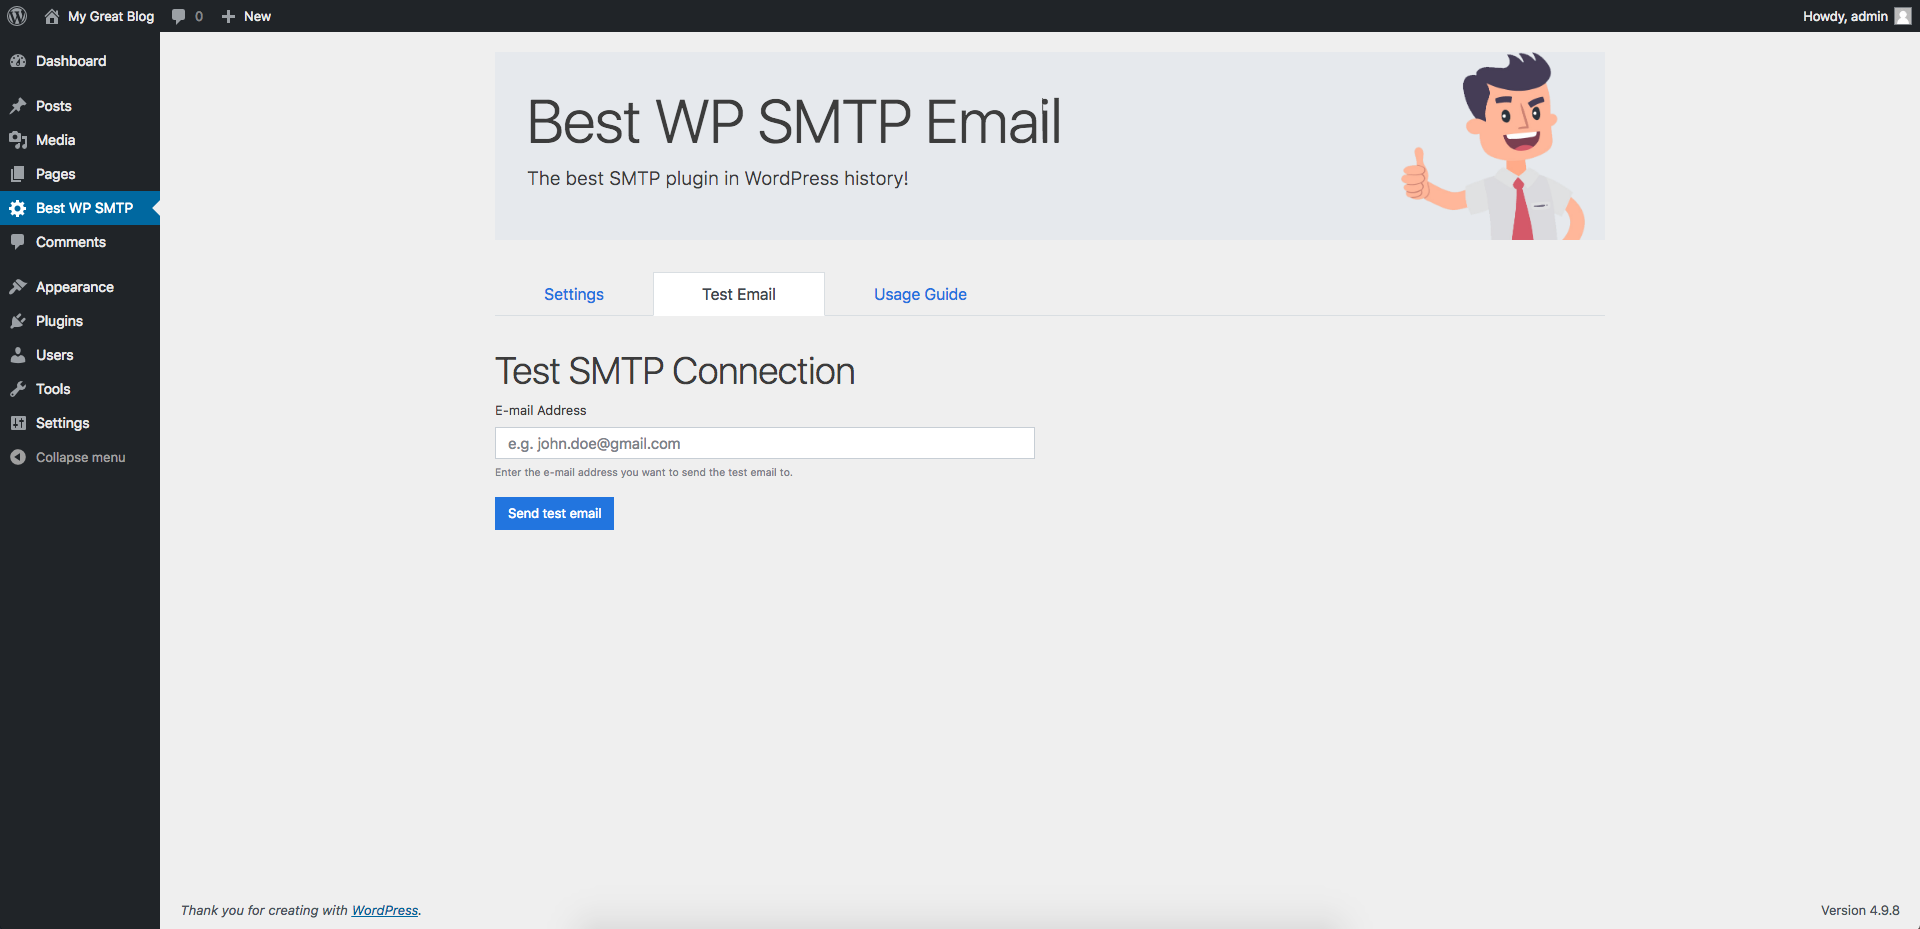 My Great Blog 0 New Howdy, admin
Dashboard
Posts
Media
Pages
Best WP SMTP
Comments
Appearance
Plugins
Users
Tools
Settings
Collapse menu
Best WP SMTP Email
The best SMTP plugin in WordPress history!
Settings Test Email Usage Guide
Test SMTP Connection
E-mail Address
e.g. john.doe@gmail.com
Enter the e-mail address you want to send the test email to.
Send test email
Thank you for creating with WordPress. Version 4.9.8